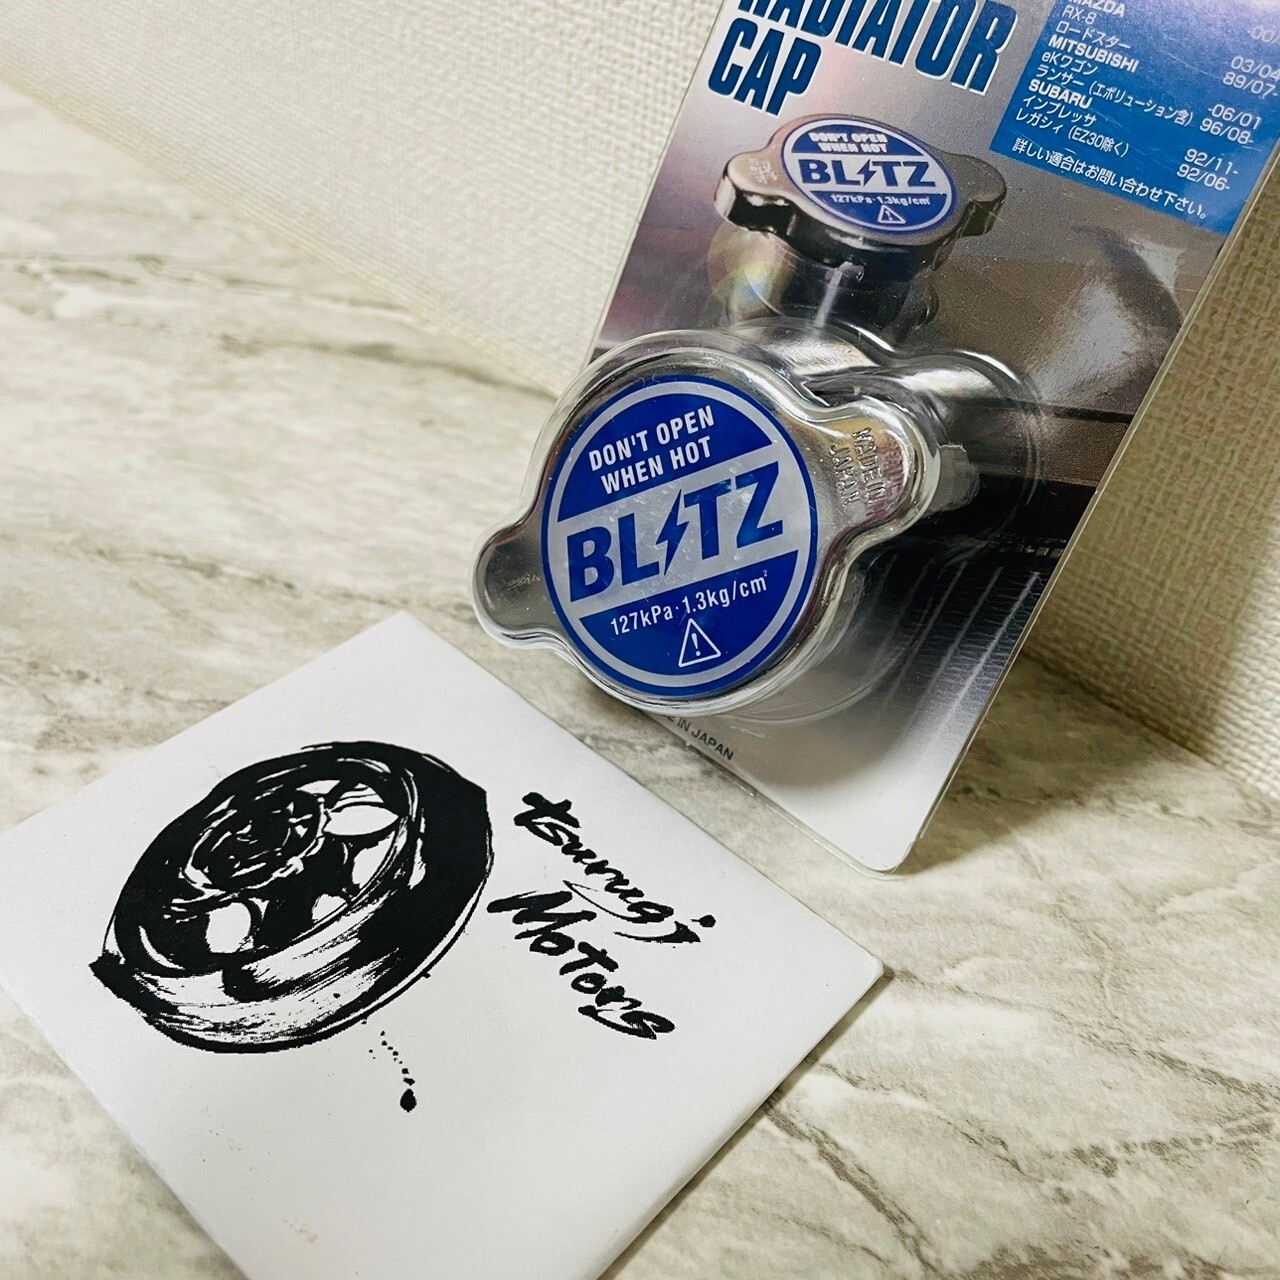 RADIATOR
CAP
MAZDA
RX-8
ロードスター
MITSUBISHI
eKワゴン
ランサー (エボリューション含)
SUBARU
インプレッサ
レガシィ (EZ30除く)
-00/
03/04
89/07-
-06/01
96/08-
92/11-
92/06-
詳しい適合はお問い合わせ下さい。
DON'T OPEN
WHEN HOT
BLITZ
127kPa・1.3kg/cm²
DON'T OPEN
WHEN HOT
BLITZ
127kPa・1.3kg/cm²
MADE IN
JAPAN
IN JAPAN
tsurugi
Motors